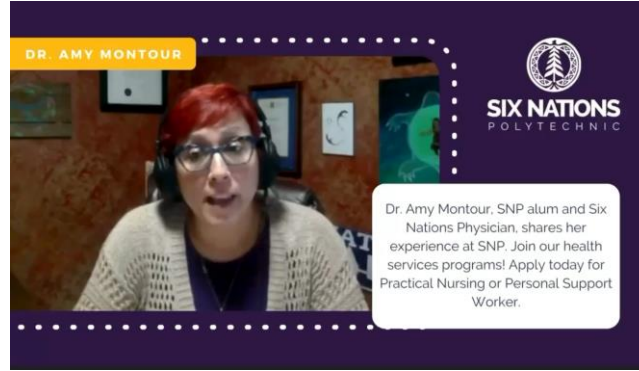 DR. AMY MONTOUR
SIX NATIONS
POLYTECHNIC
Dr. Amy Montour, SNP alum and Six
Nations Physician, shares her
experience at SNP. Join our health
services programs! Apply today for
Practical Nursing or Personal Support
Worker.